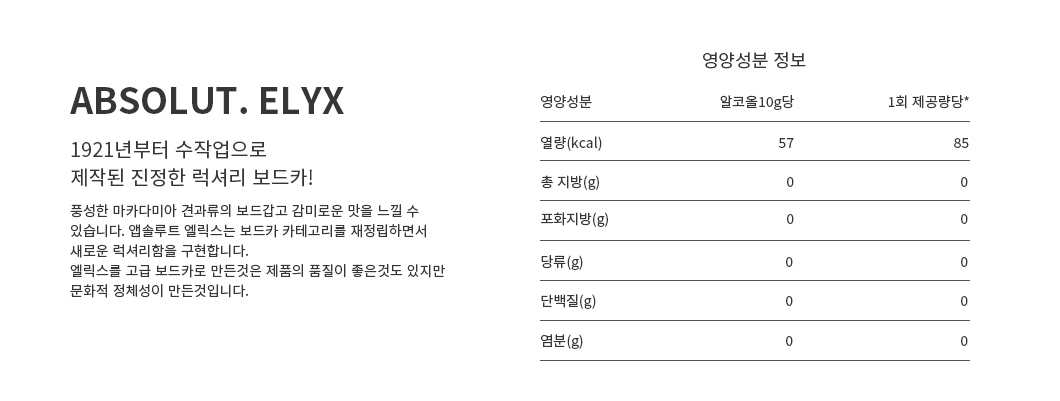 ABSOLUT. ELYX
1921년부터 수작업으로
제작된 진정한 럭셔리 보드카!
풍성한 마카다미아 견과류의 보드갑고 감미로운 맛을 느낄 수
있습니다. 앱솔루트 엘릭스는 보드카 카테고리를 재정립하면서
새로운 럭셔리함을 구현합니다.
엘릭스를 고급 보드카로 만든것은 제품의 품질이 좋은것도 있지만
문화적 정체성이 만든것입니다.
영양성분 정보
영양성분 알코올10g당 1회 제공량당*
열량(kcal) 57 85
총 지방(g) 0 0
포화지방(g) 0 0
당류(g) 0 0
단백질(g) 0 0
염분(g) 0 0